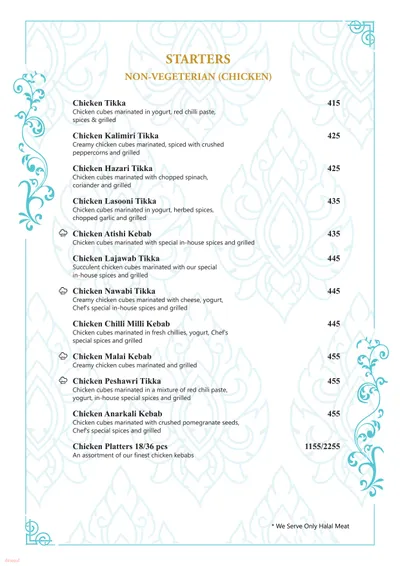 STARTERS
NON-VEGETERIAN (CHICKEN)
Chicken Tikka 415
Chicken cubes marinated in yogurt, red chilli paste,
spices & grilled
Chicken Kalimiri Tikka 425
Creamy chicken cubes marinated, spiced with crushed
peppercorns and grilled
Chicken Hazari Tikka 425
Chicken cubes marinated with chopped spinach,
coriander and grilled
Chicken Lasooni Tikka 435
Chicken cubes marinated in yogurt, herbed spices,
chopped garlic and grilled
Chicken Atishi Kebab 435
Chicken cubes marinated with special in-house spices and grilled
Chicken Lajawab Tikka 445
Succulent chicken cubes marinated with our special
in-house spices and grilled
Chicken Nawabi Tikka 445
Creamy chicken cubes marinated with cheese, yogurt,
Chef's special in-house spices and grilled
Chicken Chilli Milli Kebab 445
Chicken cubes marinated in fresh chillies, yogurt, Chef's
special spices and grilled
Chicken Malai Kebab 455
Creamy chicken cubes marinated and grilled
Chicken Peshawri Tikka 455
Chicken cubes marinated in a mixture of red chili paste,
yogurt, in-house special spices and grilled
Chicken Anarkali Kebab 455
Chicken cubes marinated with crushed pomegranate seeds,
Chef's special spices and grilled
Chicken Platters 18/36 pcs 1155/2255
An assortment of our finest chicken kebabs
* We Serve Only Halal Meat